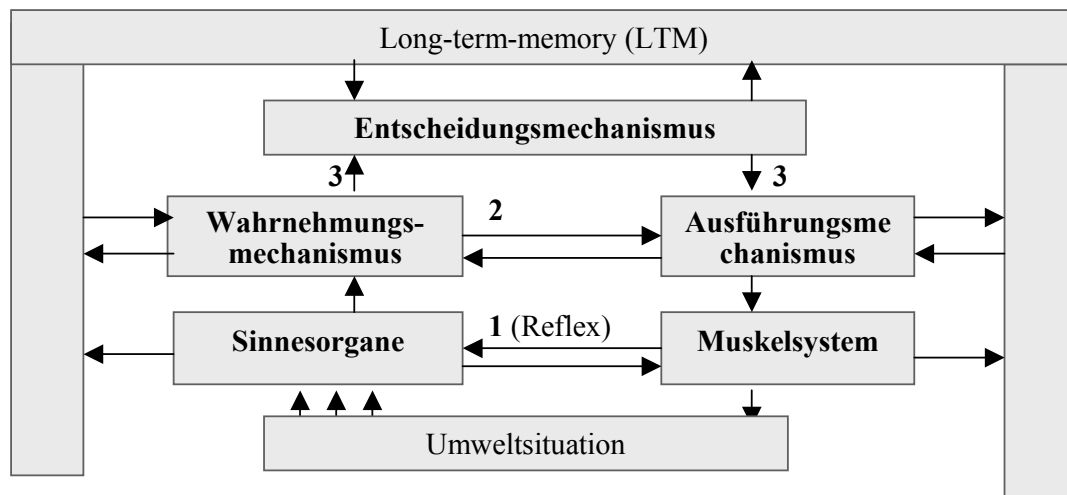 Long-term-memory (LTM)
Entscheidungsmechanismus
3
3
Wahrnehmungs-
mechanismus
2
Ausführungsme
chanismus
Sinnesorgane
1 (Reflex)
Muskelsystem
Umweltsituation